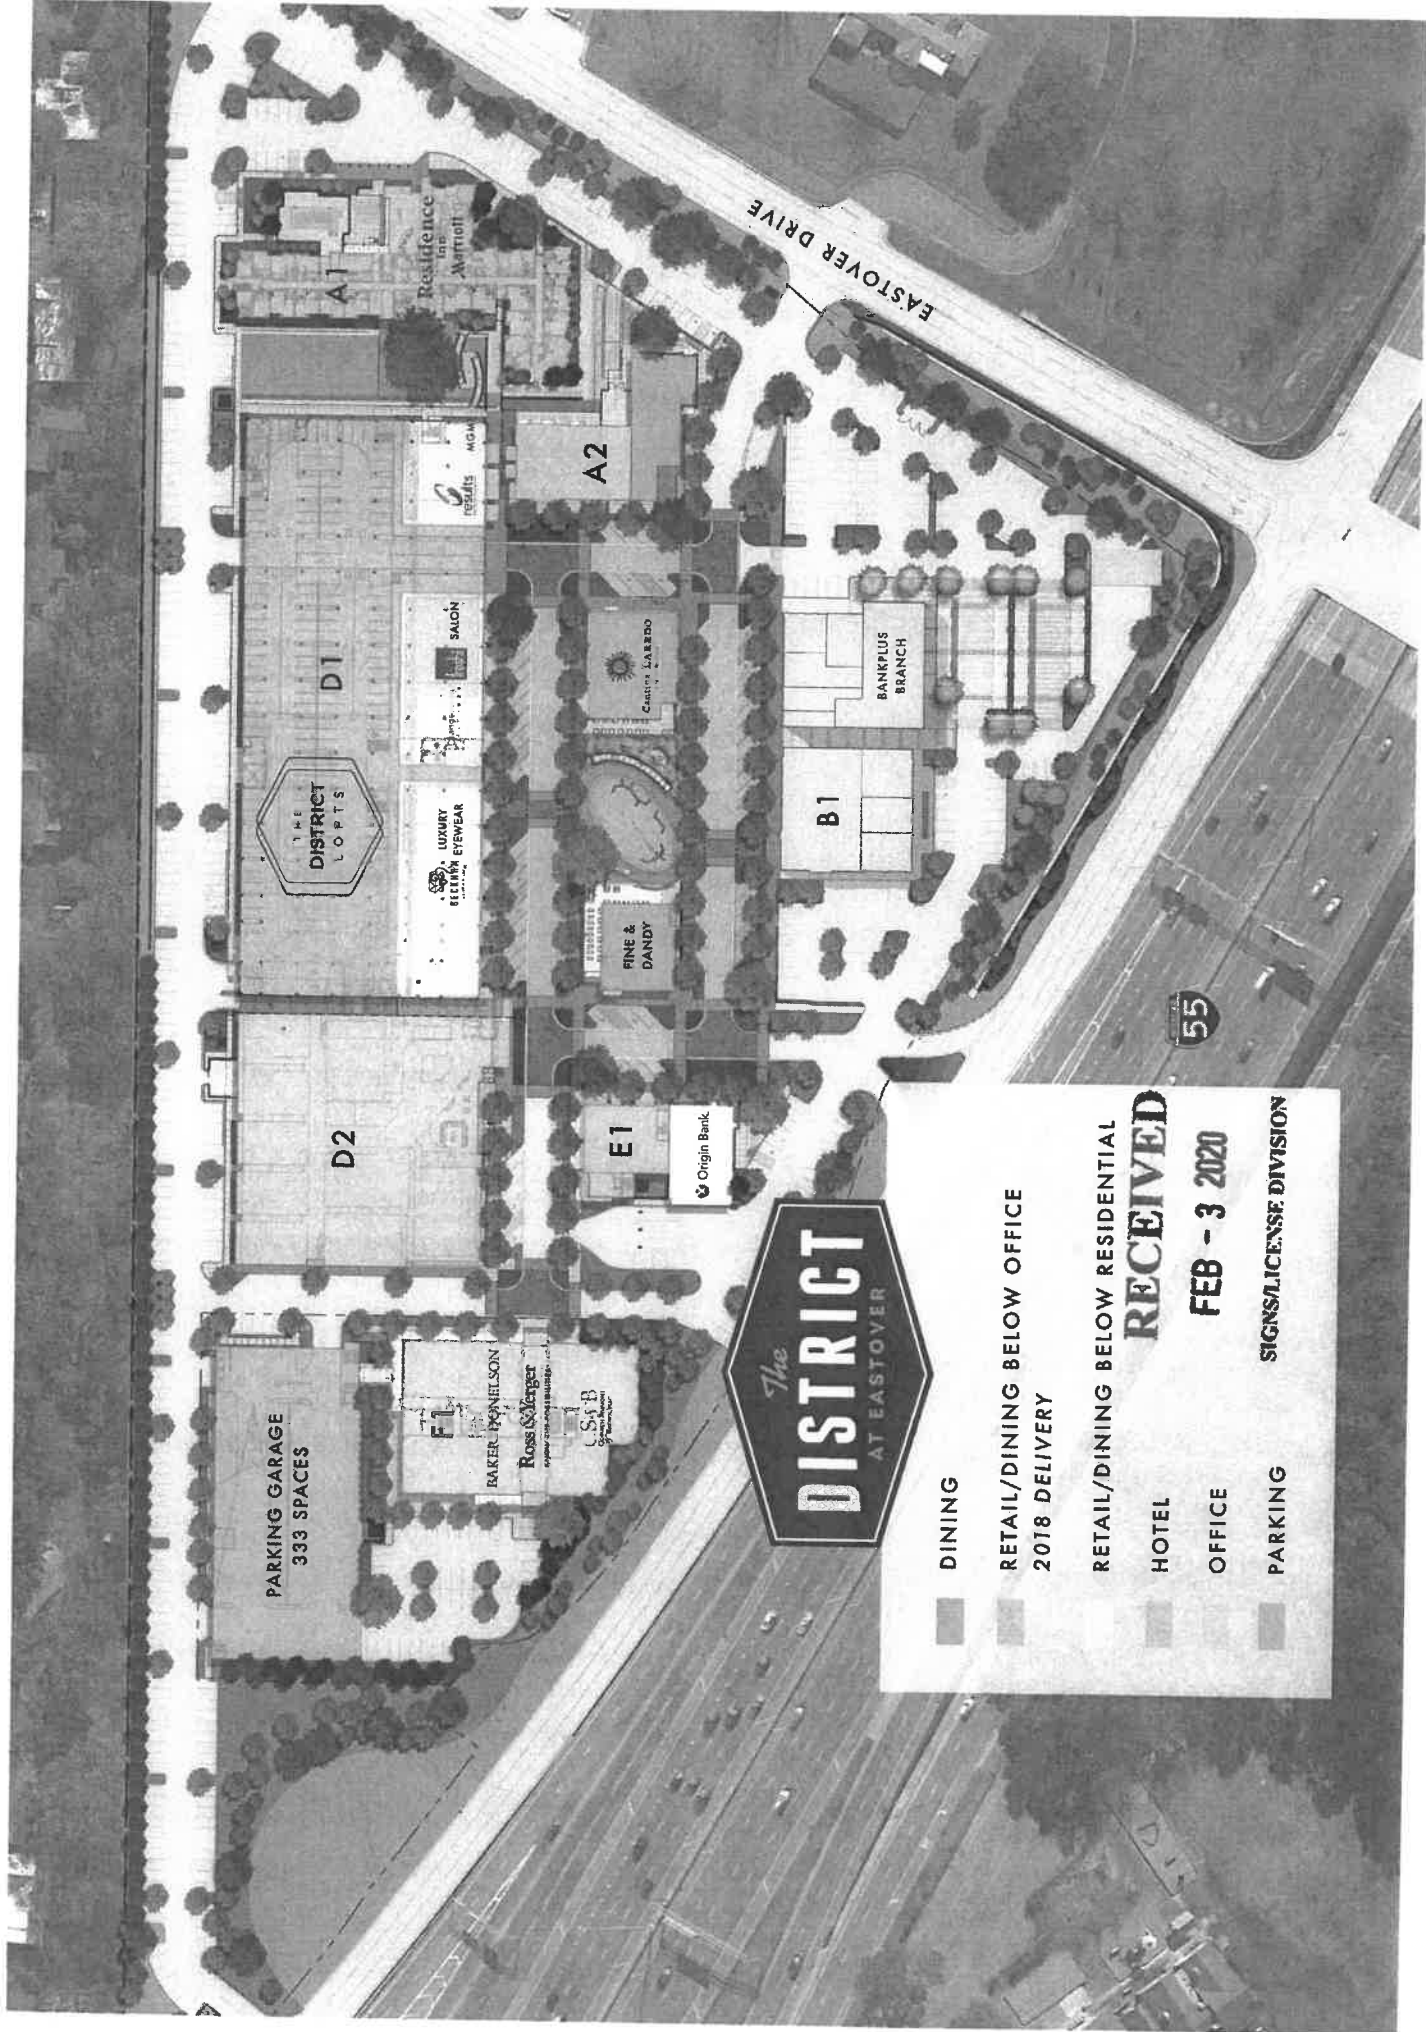 A1
Residence
Inn
Marriott
EASTOVER DRIVE
A2
results
MGM
D1
SALON
THE
DISTRICT
LOFTS
LUXURY
EYEWEAR
Cantina LAREDO
BANKPLUS
BRANCH
B1
FINE &
DANDY
55
D2
E1
Origin Bank
PARKING GARAGE
333 SPACES
F1
BAKER DONELSON
Ross & Yerger
The
DISTRICT
AT EASTOVER
DINING
RETAIL/DINING BELOW OFFICE
2018 DELIVERY
RETAIL/DINING BELOW RESIDENTIAL
HOTEL
OFFICE
PARKING
RECEIVED
FEB - 3 2020
SIGNS/LICENSE DIVISION